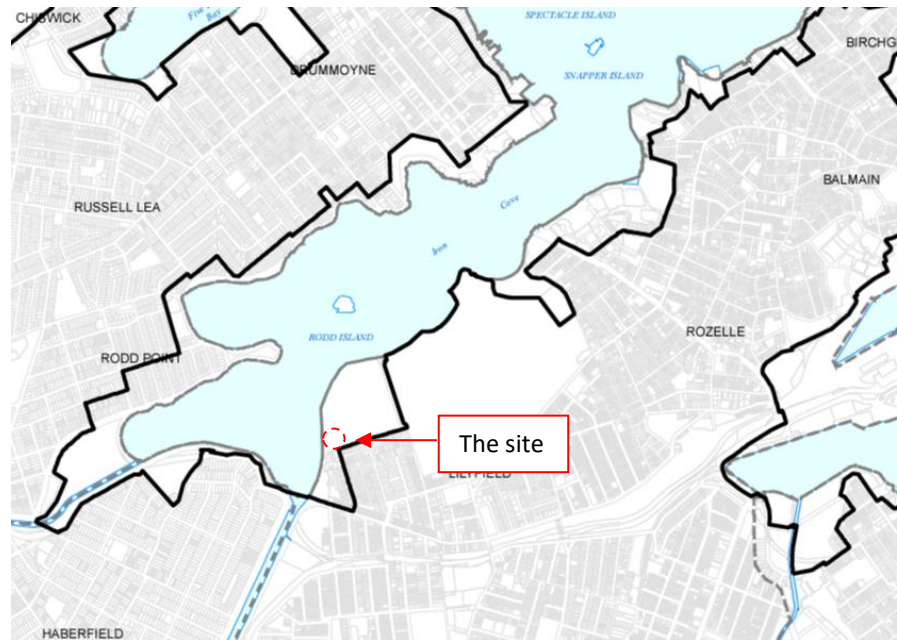 CHISWICK
Five
Bay
SPECTACLE ISLAND
BIRCHG
DRUMMOYNE
SNAPPER ISLAND
BALMAIN
RUSSELL LEA
Iron Cove
RODD ISLAND
ROZELLE
RODD POINT
The site
LILYFIELD
HABERFIELD